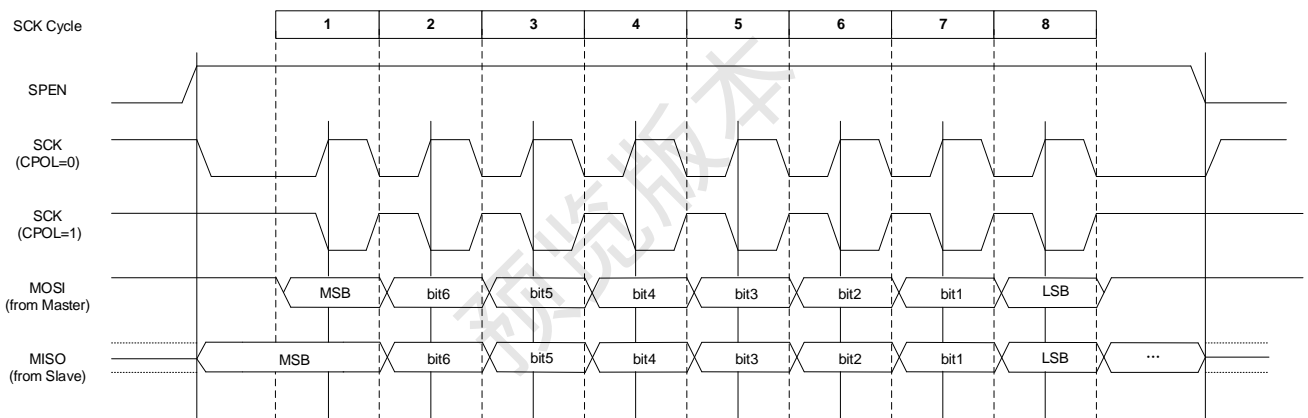 SCK Cycle 1 2 3 4 5 6 7 8
SPEN
SCK
(CPOL=0)
SCK
(CPOL=1)
MOSI
(from Master)
MSB bit6 bit5 bit4 bit3 bit2 bit1 LSB
MISO
(from Slave)
MSB bit6 bit5 bit4 bit3 bit2 bit1 LSB ...
预览版本